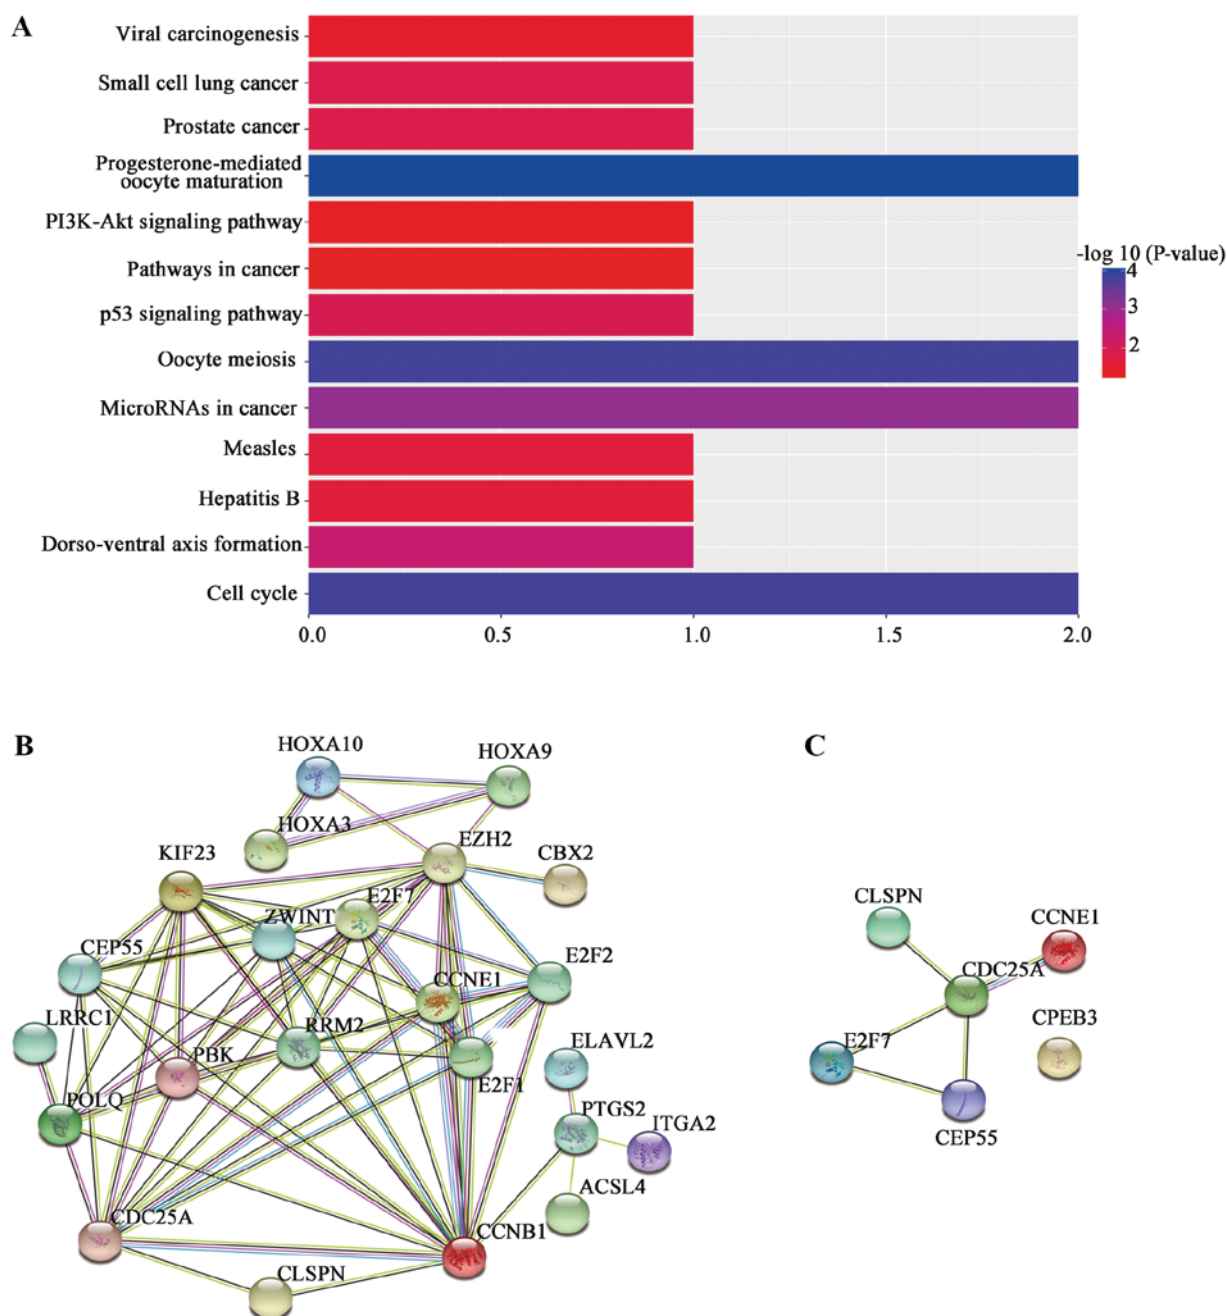 A
Viral carcinogenesis
Small cell lung cancer
Prostate cancer
Progesterone-mediated
oocyte maturation
PI3K-Akt signaling pathway
Pathways in cancer
p53 signaling pathway
Oocyte meiosis
MicroRNAs in cancer
Measles
Hepatitis B
Dorso-ventral axis formation
Cell cycle
0.0 0.5 1.0 1.5 2.0
-log 10 (P-value)
4
3
2
B
HOXA10
HOXA9
HOXA3
EZH2
KIF23
CBX2
E2F7
ZWINT
CEP55
E2F2
CCNE1
LRRC1
RRM2
PBK
ELAVL2
E2F1
POLQ
PTGS2
ITGA2
ACSL4
CDC25A
CCNB1
CLSPN
C
CLSPN
CCNE1
CDC25A
CPEB3
E2F7
CEP55